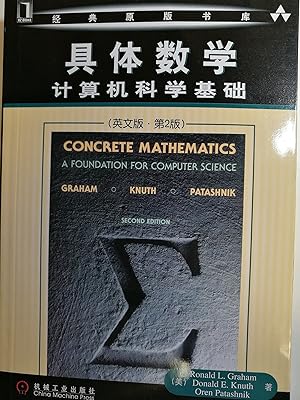 经典原版书库
具体数学
计算机科学基础
(英文版·第2版)
CONCRETE MATHEMATICS
A FOUNDATION FOR COMPUTER SCIENCE
GRAHAM ○ KNUTH ○ PATASHNIK
SECOND EDITION
Σ
(美)
Ronald L. Graham
Donald E. Knuth
Oren Patashnik
著
机械工业出版社
China Machine Press